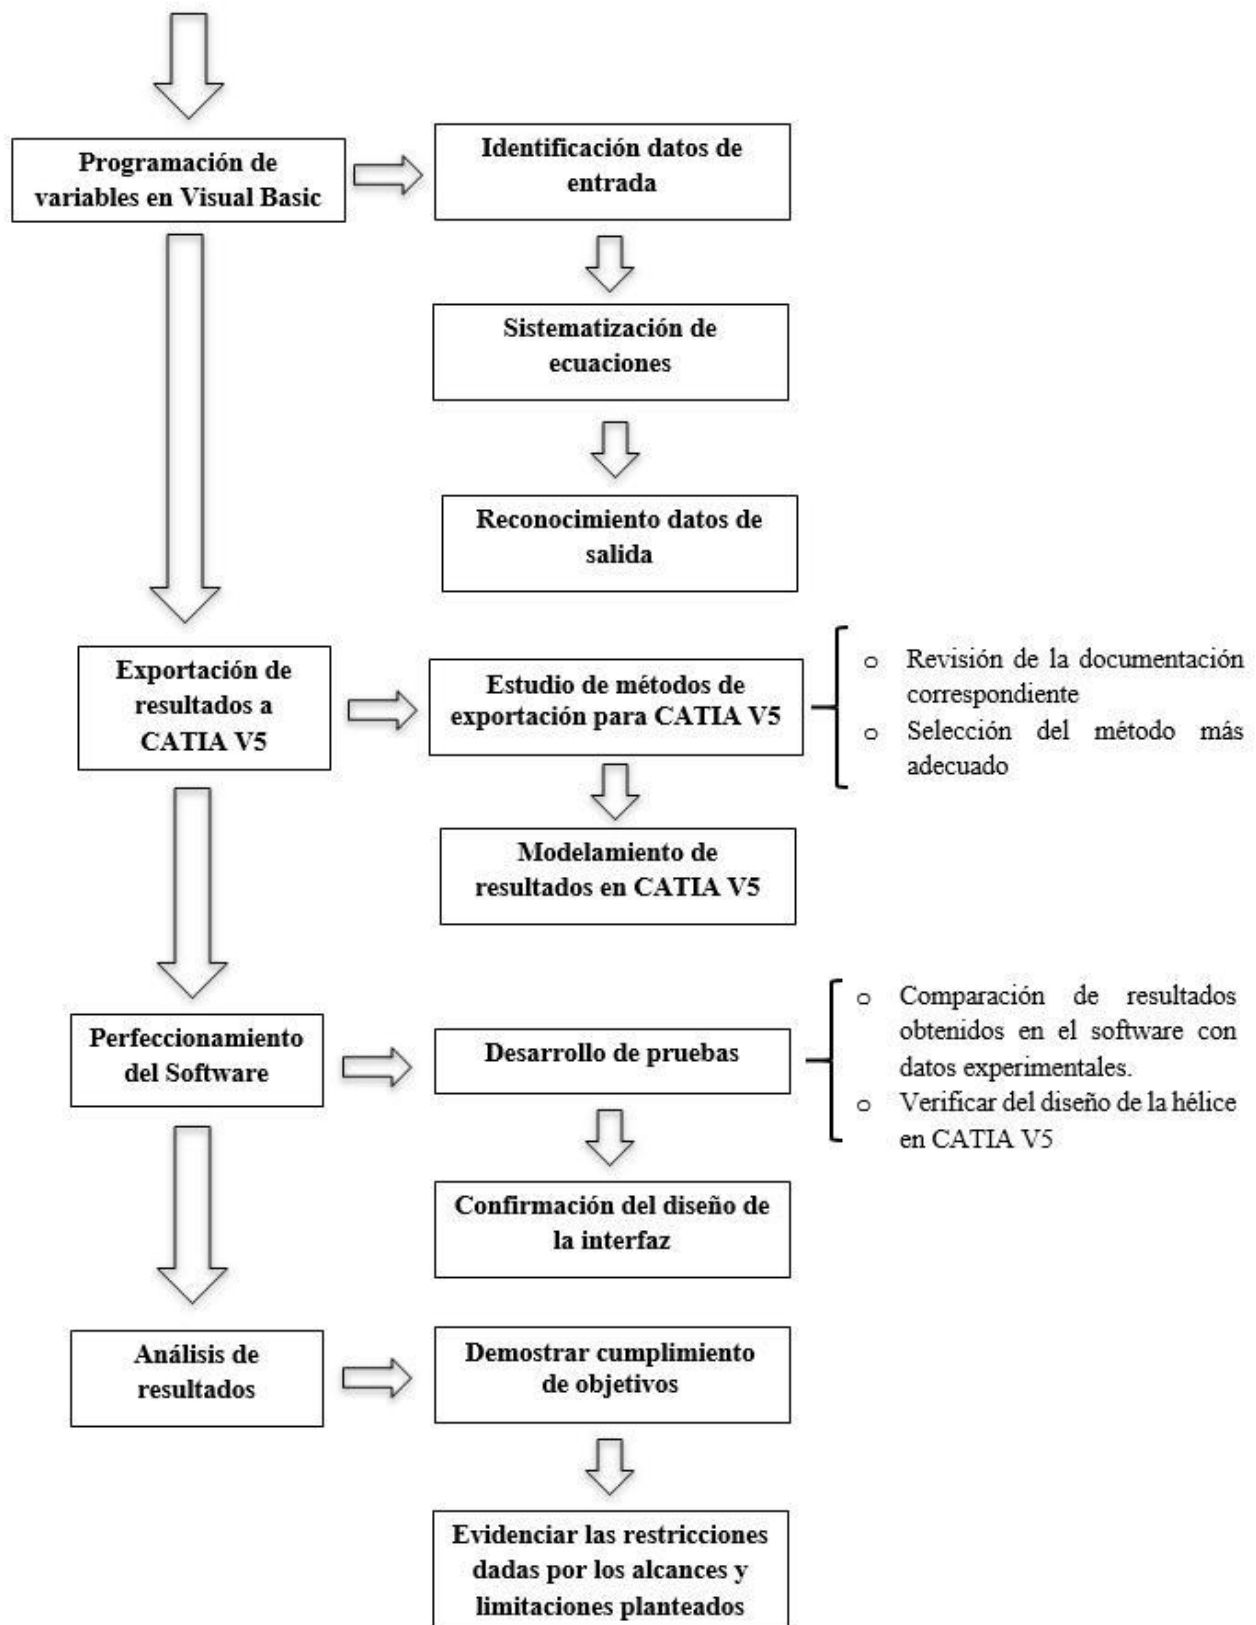 Programación de
variables en Visual Basic
Identificación datos de
entrada
Sistematización de
ecuaciones
Reconocimiento datos de
salida
Exportación de
resultados a
CATIA V5
Estudio de métodos de
exportación para CATIA V5
o Revisión de la documentación
correspondiente
o Selección del método más
adecuado
Modelamiento de
resultados en CATIA V5
Perfeccionamiento
del Software
Desarrollo de pruebas
o Comparación de resultados
obtenidos en el software con
datos experimentales.
o Verificar del diseño de la hélice
en CATIA V5
Confirmación del diseño de
la interfaz
Análisis de
resultados
Demostrar cumplimiento
de objetivos
Evidenciar las restricciones
dadas por los alcances y
limitaciones planteados